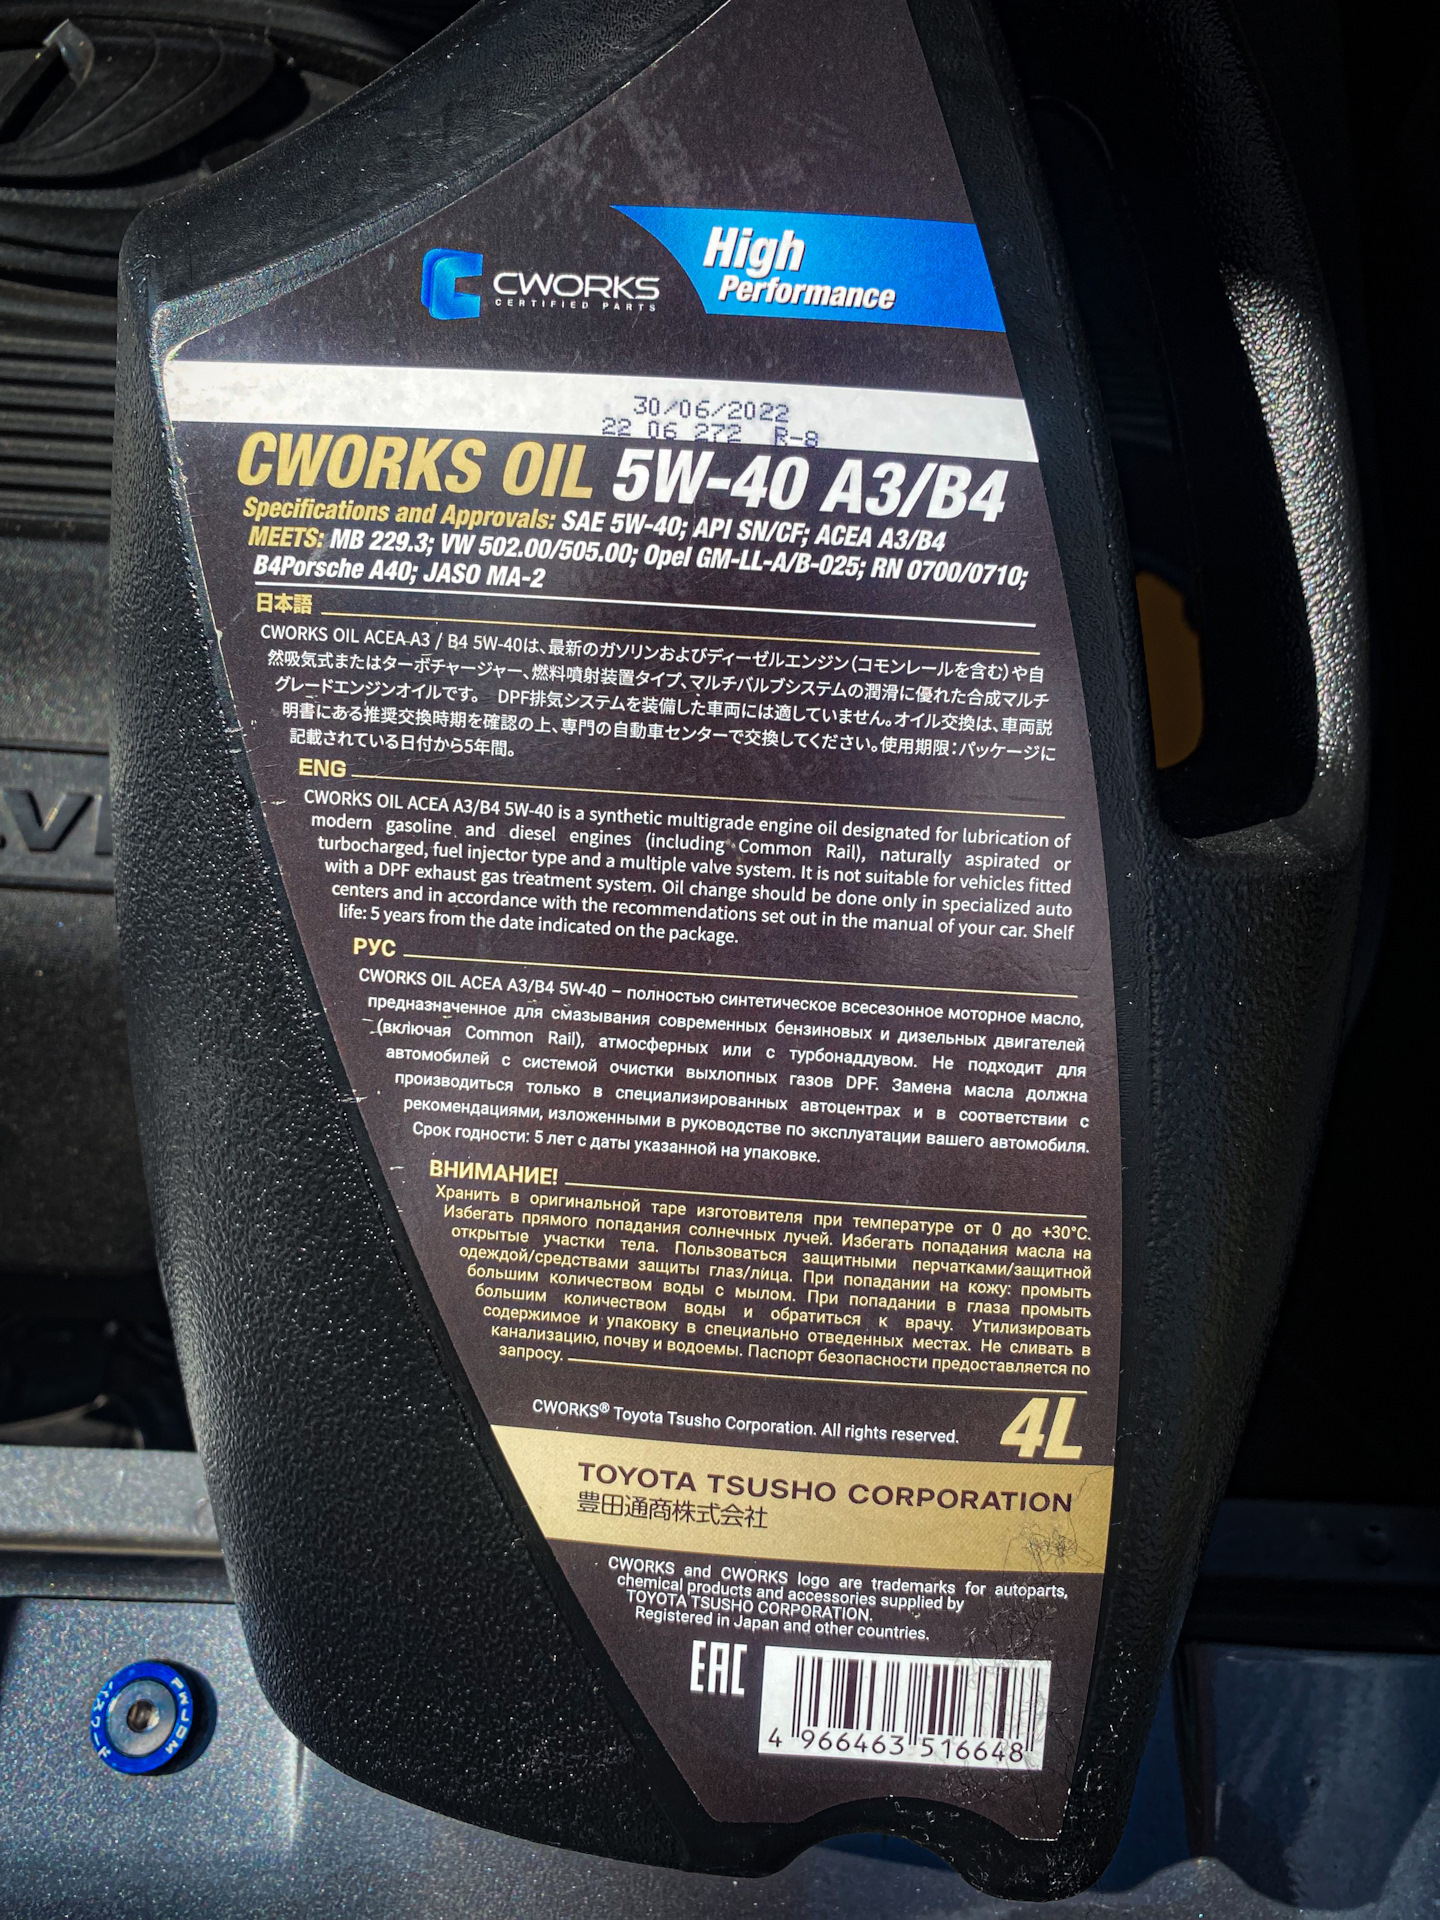 CWORKS
CERTIFIED PARTS
High
Performance
30/06/2022
22 06 272 R-8
CWORKS OIL 5W-40 A3/B4
Specifications and Approvals: SAE 5W-40; API SN/CF; ACEA A3/B4
MEETS: MB 229.3; VW 502.00/505.00; Opel GM-LL-A/B-025; RN 0700/0710;
B4Porsche A40; JASO MA-2
日本語
CWORKS OIL ACEA A3 / B4 5W-40は、最新のガソリンおよびディーゼルエンジン（コモンレールを含む）や自
然吸気式またはターボチャージャー、燃料噴射装置タイプ、マルチバルブシステムの潤滑に優れた合成マルチ
グレードエンジンオイルです。 DPF排気システムを装備した車両には適していません。オイル交換は、車両説
明書にある推奨交換時期を確認の上、専門の自動車センターで交換してください。使用期限：パッケージに
記載されている日付から5年間。
ENG
CWORKS OIL ACEA A3/B4 5W-40 is a synthetic multigrade engine oil designated for lubrication of
modern gasoline and diesel engines (including Common Rail), naturally aspirated or
turbocharged, fuel injector type and a multiple valve system. It is not suitable for vehicles fitted
with a DPF exhaust gas treatment system. Oil change should be done only in specialized auto
centers and in accordance with the recommendations set out in the manual of your car. Shelf
life: 5 years from the date indicated on the package.
РУС
CWORKS OIL ACEA A3/B4 5W-40 – полностью синтетическое всесезонное моторное масло,
предназначенное для смазывания современных бензиновых и дизельных двигателей
(включая Common Rail), атмосферных или с турбонаддувом. Не подходит для
автомобилей с системой очистки выхлопных газов DPF. Замена масла должна
производиться только в специализированных автоцентрах и в соответствии с
рекомендациями, изложенными в руководстве по эксплуатации вашего автомобиля.
Срок годности: 5 лет с даты указанной на упаковке.
ВНИМАНИЕ!
Хранить в оригинальной таре изготовителя при температуре от 0 до +30°C.
Избегать прямого попадания солнечных лучей. Избегать попадания масла на
открытые участки тела. Пользоваться защитными перчатками/защитной
одеждой/средствами защиты глаз/лица. При попадании на кожу: промыть
большим количеством воды с мылом. При попадании в глаза промыть
большим количеством воды и обратиться к врачу. Утилизировать
содержимое и упаковку в специально отведенных местах. Не сливать в
канализацию, почву и водоемы. Паспорт безопасности предоставляется по
запросу.
CWORKS® Toyota Tsusho Corporation. All rights reserved.
4L
TOYOTA TSUSHO CORPORATION
豊田通商株式会社
CWORKS and CWORKS logo are trademarks for autoparts,
chemical products and accessories supplied by
TOYOTA TSUSHO CORPORATION.
Registered in Japan and other countries.
EAC
4 966463 516648